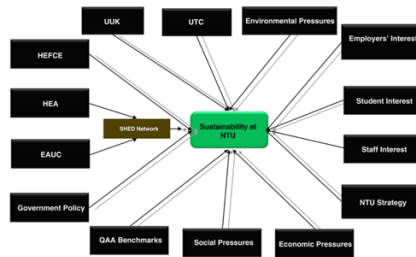 UUK
UTC
Environmental Pressures
HEFCE
Employers' Interest
HEA
Student Interest
SHED Network
Sustainability at
NTU
EAUC
Staff Interest
Government Policy
NTU Strategy
QAA Benchmarks
Social Pressures
Economic Pressures